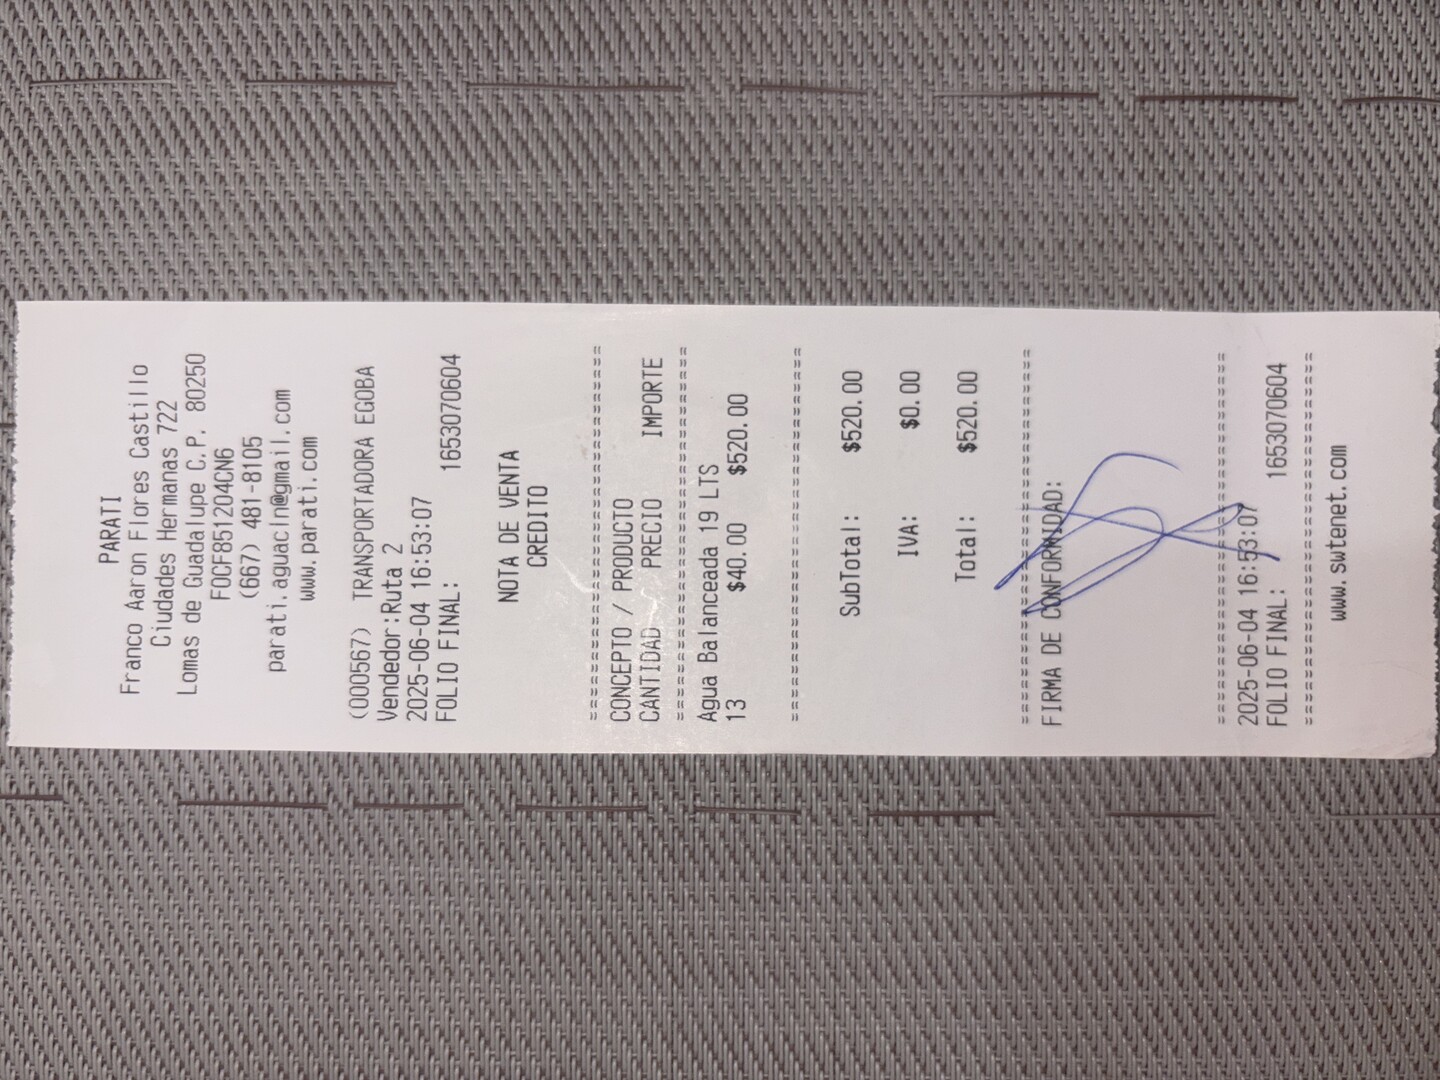 PARATI
Franco Aaron Flores Castillo
Ciudades Hermanas 722
Lomas de Guadalupe C.P. 80250
FOCF851204CN6
(667) 481-8105
parati.aguacln@gmail.com
www.parati.com
(000567) TRANSPORTADORA EGOBA
Vendedor:Ruta 2
2025-06-04 16:53:07
FOLIO FINAL: 1653070604
NOTA DE VENTA
CREDITO
================================
CONCEPTO / PRODUCTO
CANTIDAD PRECIO IMPORTE
================================
Agua Balanceada 19 LTS
13 $40.00 $520.00
================================
SubTotal: $520.00
IVA: $0.00
Total: $520.00
================================
FIRMA DE CONFORMIDAD:
================================
2025-06-04 16:53:07
FOLIO FINAL: 1653070604
================================
www.swtenet.com